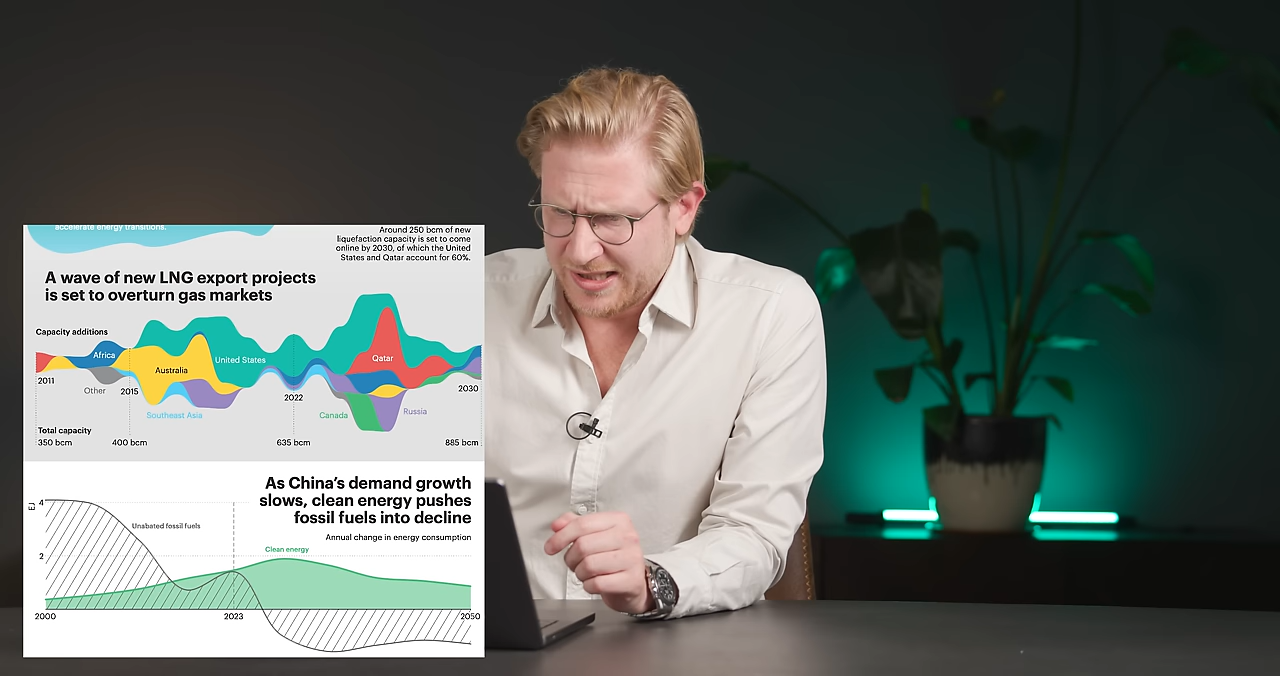 accelerate energy transitions.
Around 250 bcm of new
liquefaction capacity is set to come
online by 2030, of which the United
States and Qatar account for 60%.
A wave of new LNG export projects
is set to overturn gas markets
Capacity additions
Africa
United States
Qatar
Australia
2011
Other
2015
2022
2030
Southeast Asia
Canada
Russia
Total capacity
350 bcm
400 bcm
635 bcm
885 bcm
As China's demand growth
slows, clean energy pushes
fossil fuels into decline
Annual change in energy consumption
EJ
4
Unabated fossil fuels
Clean energy
2
2000
2023
2050